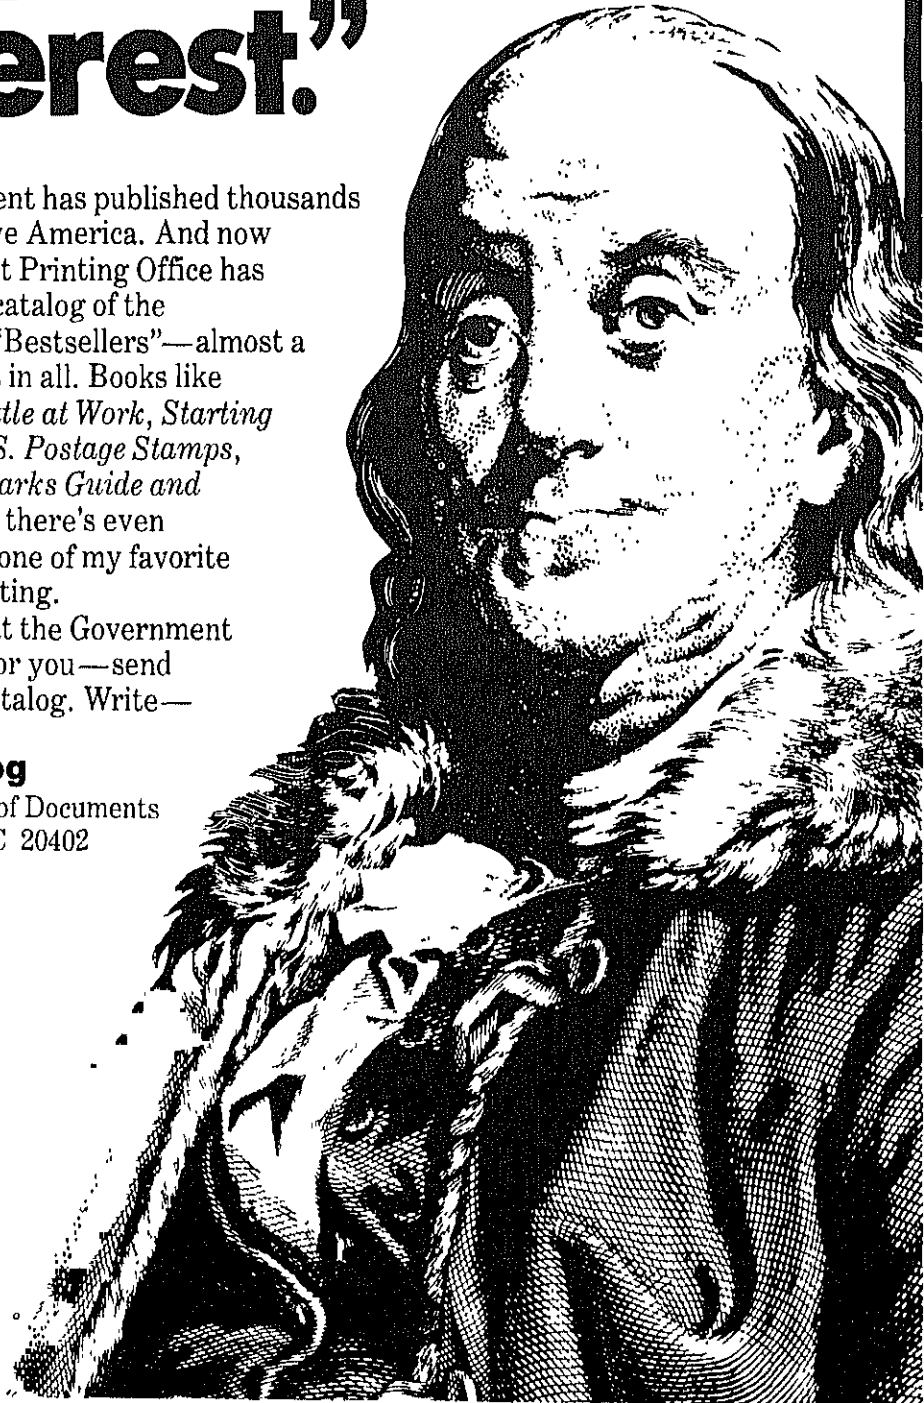 erest.”
ent has published thousands
ve America. And now
t Printing Office has
catalog of the
“Bestsellers”—almost a
in all. Books like
ttle at Work, Starting
S. Postage Stamps,
arks Guide and
there's even
one of my favorite
ting.
t the Government
or you—send
talog. Write—
og
of Documents
C 20402